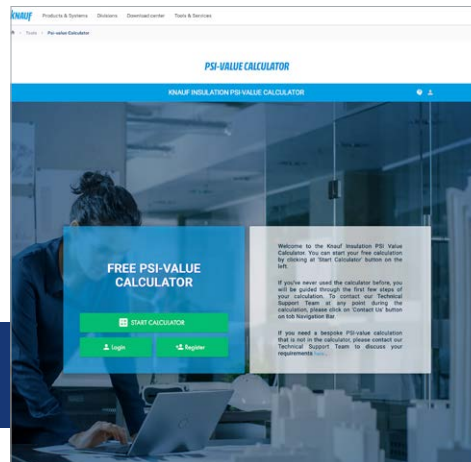 KNAUF Products & Systems Divisions Download center Tools & Services
Tools Psi-value Calculator
PSI-VALUE CALCULATOR
KNAUF INSULATION PSI-VALUE CALCULATOR
FREE PSI-VALUE
CALCULATOR
START CALCULATOR
Login Register
Welcome to the Knauf Insulation PSI Value
Calculator. You can start your free calculation
by clicking at 'Start Calculator' button on the
left.
If you've never used the calculator before, you
will be guided through the first few steps of
your calculation. To contact our Technical
Support Team at any point during the
calculation, please click on 'Contact Us' button
on top Navigation Bar.
If you need a bespoke PSI-value calculation
that is not in the calculator, please contact our
Technical Support Team to discuss your
requirements here.